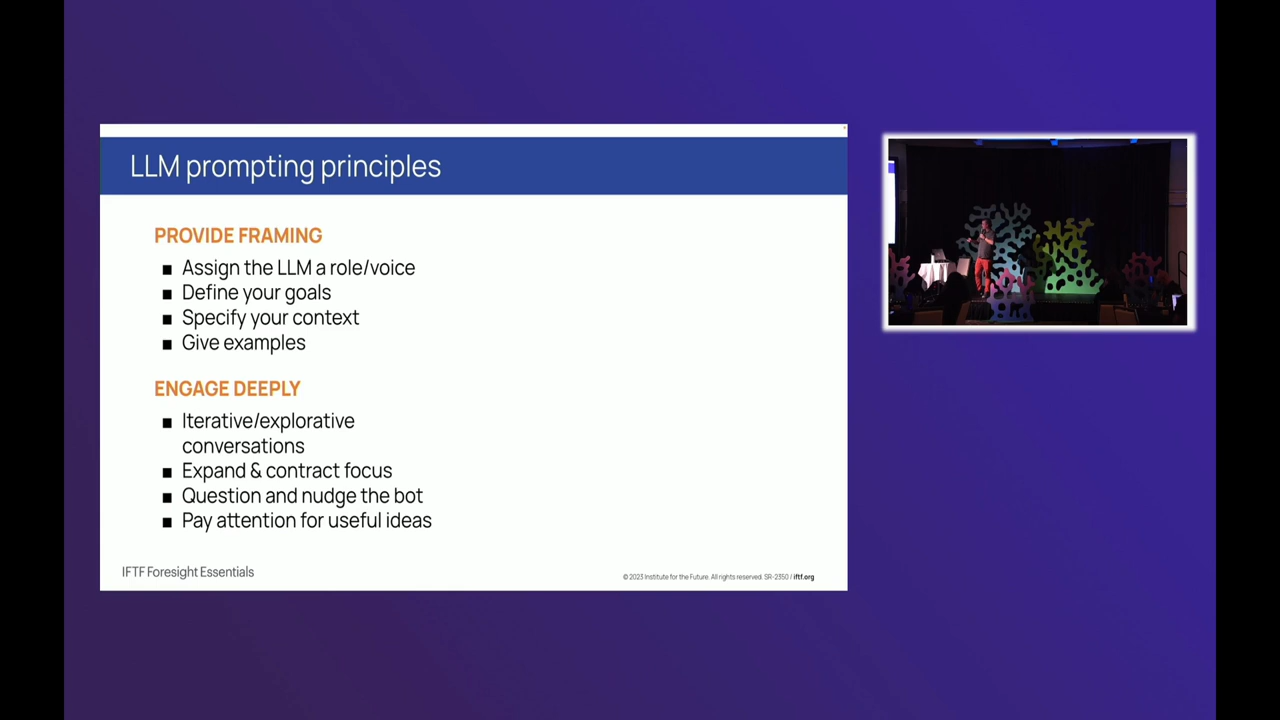 LLM prompting principles
PROVIDE FRAMING
■ Assign the LLM a role/voice
■ Define your goals
■ Specify your context
■ Give examples
ENGAGE DEEPLY
■ Iterative/explorative
conversations
■ Expand & contract focus
■ Question and nudge the bot
■ Pay attention for useful ideas
IFTF Foresight Essentials
© 2023 Institute for the Future. All rights reserved. SR-2350 / iftf.org